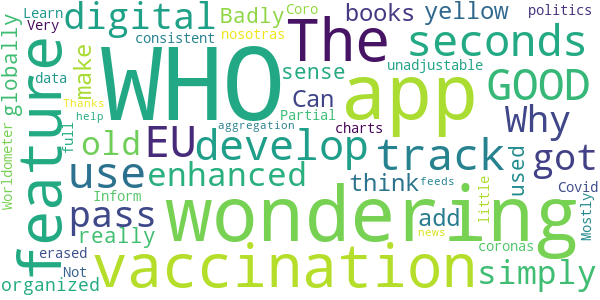 Learn
Very
consistent
digital
Badly
Coro
nosotras
The
books
yellow
politics
globally
data
make
WHO
sense
app
seconds
unadjustable
GOOD
Thanks
help
feature
full
old
EU
develop
aggregation
Can
Partial
charts
track
Why
got
Worldometer
use
enhanced
think
feeds
used
Covid
pass
Inform
wondering
add
little
Mostly
erased
really
news
coronas
Not
organized
vaccination
simply